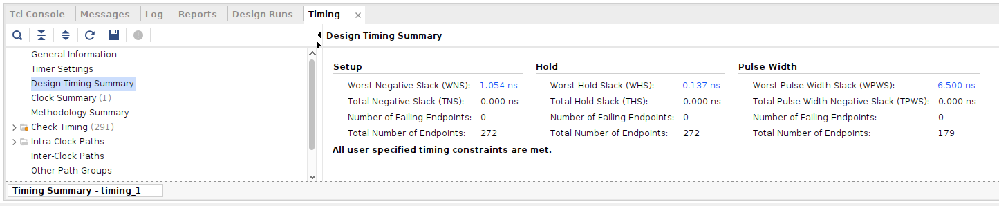 Tcl Console Messages Log Reports Design Runs Timing ×
Design Timing Summary
General Information
Timer Settings
Design Timing Summary
Clock Summary (1)
Methodology Summary
Check Timing (291)
Intra-Clock Paths
Inter-Clock Paths
Other Path Groups
Setup Hold Pulse Width
Worst Negative Slack (WNS): 1.054 ns Worst Hold Slack (WHS): 0.137 ns Worst Pulse Width Slack (WPWS): 6.500 ns
Total Negative Slack (TNS): 0.000 ns Total Hold Slack (THS): 0.000 ns Total Pulse Width Negative Slack (TPWS): 0.000 ns
Number of Failing Endpoints: 0 Number of Failing Endpoints: 0 Number of Failing Endpoints: 0
Total Number of Endpoints: 272 Total Number of Endpoints: 272 Total Number of Endpoints: 179
All user specified timing constraints are met.
Timing Summary - timing_1